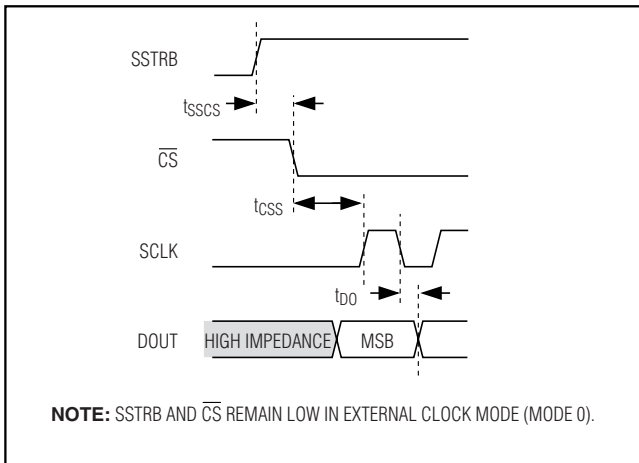 SSTRB
tSSCS
CS
tCSS
SCLK
tDO
DOUT HIGH IMPEDANCE MSB
NOTE: SSTRB AND CS REMAIN LOW IN EXTERNAL CLOCK MODE (MODE 0).